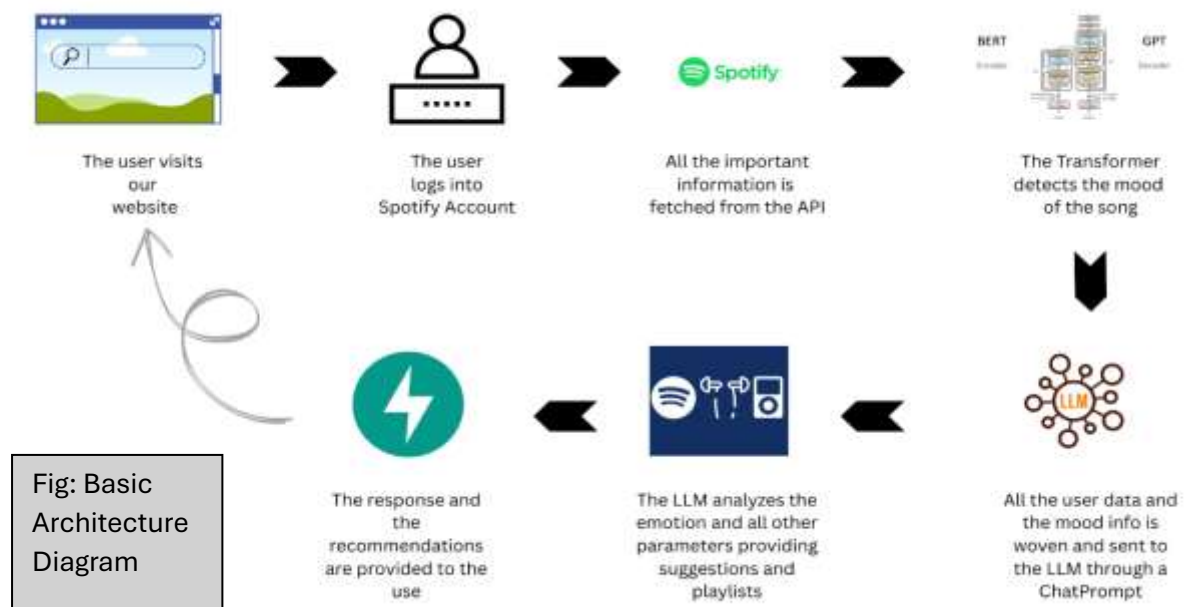 The user visits
our
website
The user
logs into
Spotify Account
Spotify
All the important
information is
fetched from the API
BERT
GPT
Encoder
Decoder
The Transformer
detects the mood
of the song
LLM
All the user data and
the mood info is
woven and sent to
the LLM through a
ChatPrompt
The LLM analyzes the
emotion and all other
parameters providing
suggestions and
playlists
The response and
the
recommendations
are provided to the
use
Fig: Basic
Architecture
Diagram